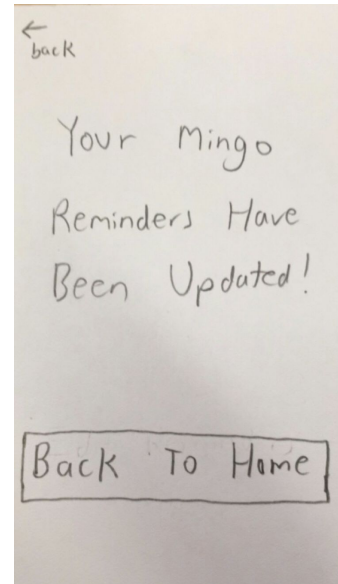 ←
back
Your Mingo
Reminders Have
Been Updated!
Back To Home